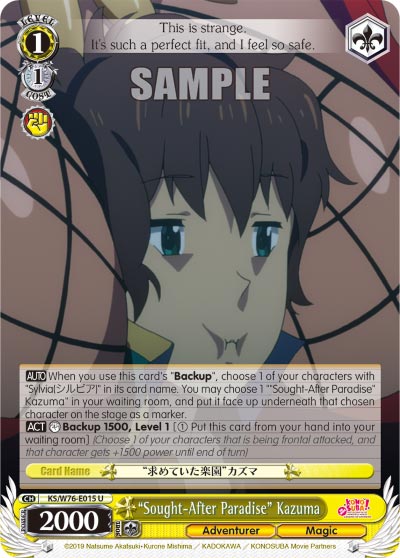 LEVEL
1
1
COST
This is strange.
It's such a perfect fit, and I feel so safe.
SAMPLE
AUTO When you use this card's "Backup", choose 1 of your characters with
"Sylvia[シルビア]" in its card name. You may choose 1 "“Sought-After Paradise”
Kazuma" in your waiting room, and put it face up underneath that chosen
character on the stage as a marker.
ACT Backup 1500, Level 1 [① Put this card from your hand into your
waiting room] (Choose 1 of your characters that is being frontal attacked, and
that character gets +1500 power until end of turn)
Card Name
“求めていた楽園”カズマ
CH KS/W76-E015 U
POWER 2000
“Sought-After Paradise” Kazuma
Adventurer
Magic
©2019 Natsume Akatsuki・Kurone Mishima / KADOKAWA / KONOSUBA Movie Partners